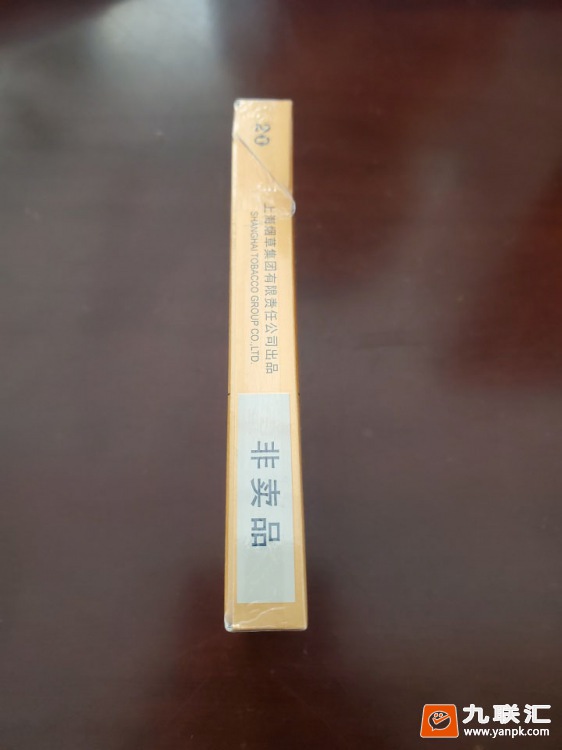 20
上海烟草集团有限责任公司出品
SHANGHAI TOBACCO GROUP CO.,LTD.
非卖品
九联汇
www.yanpk.com